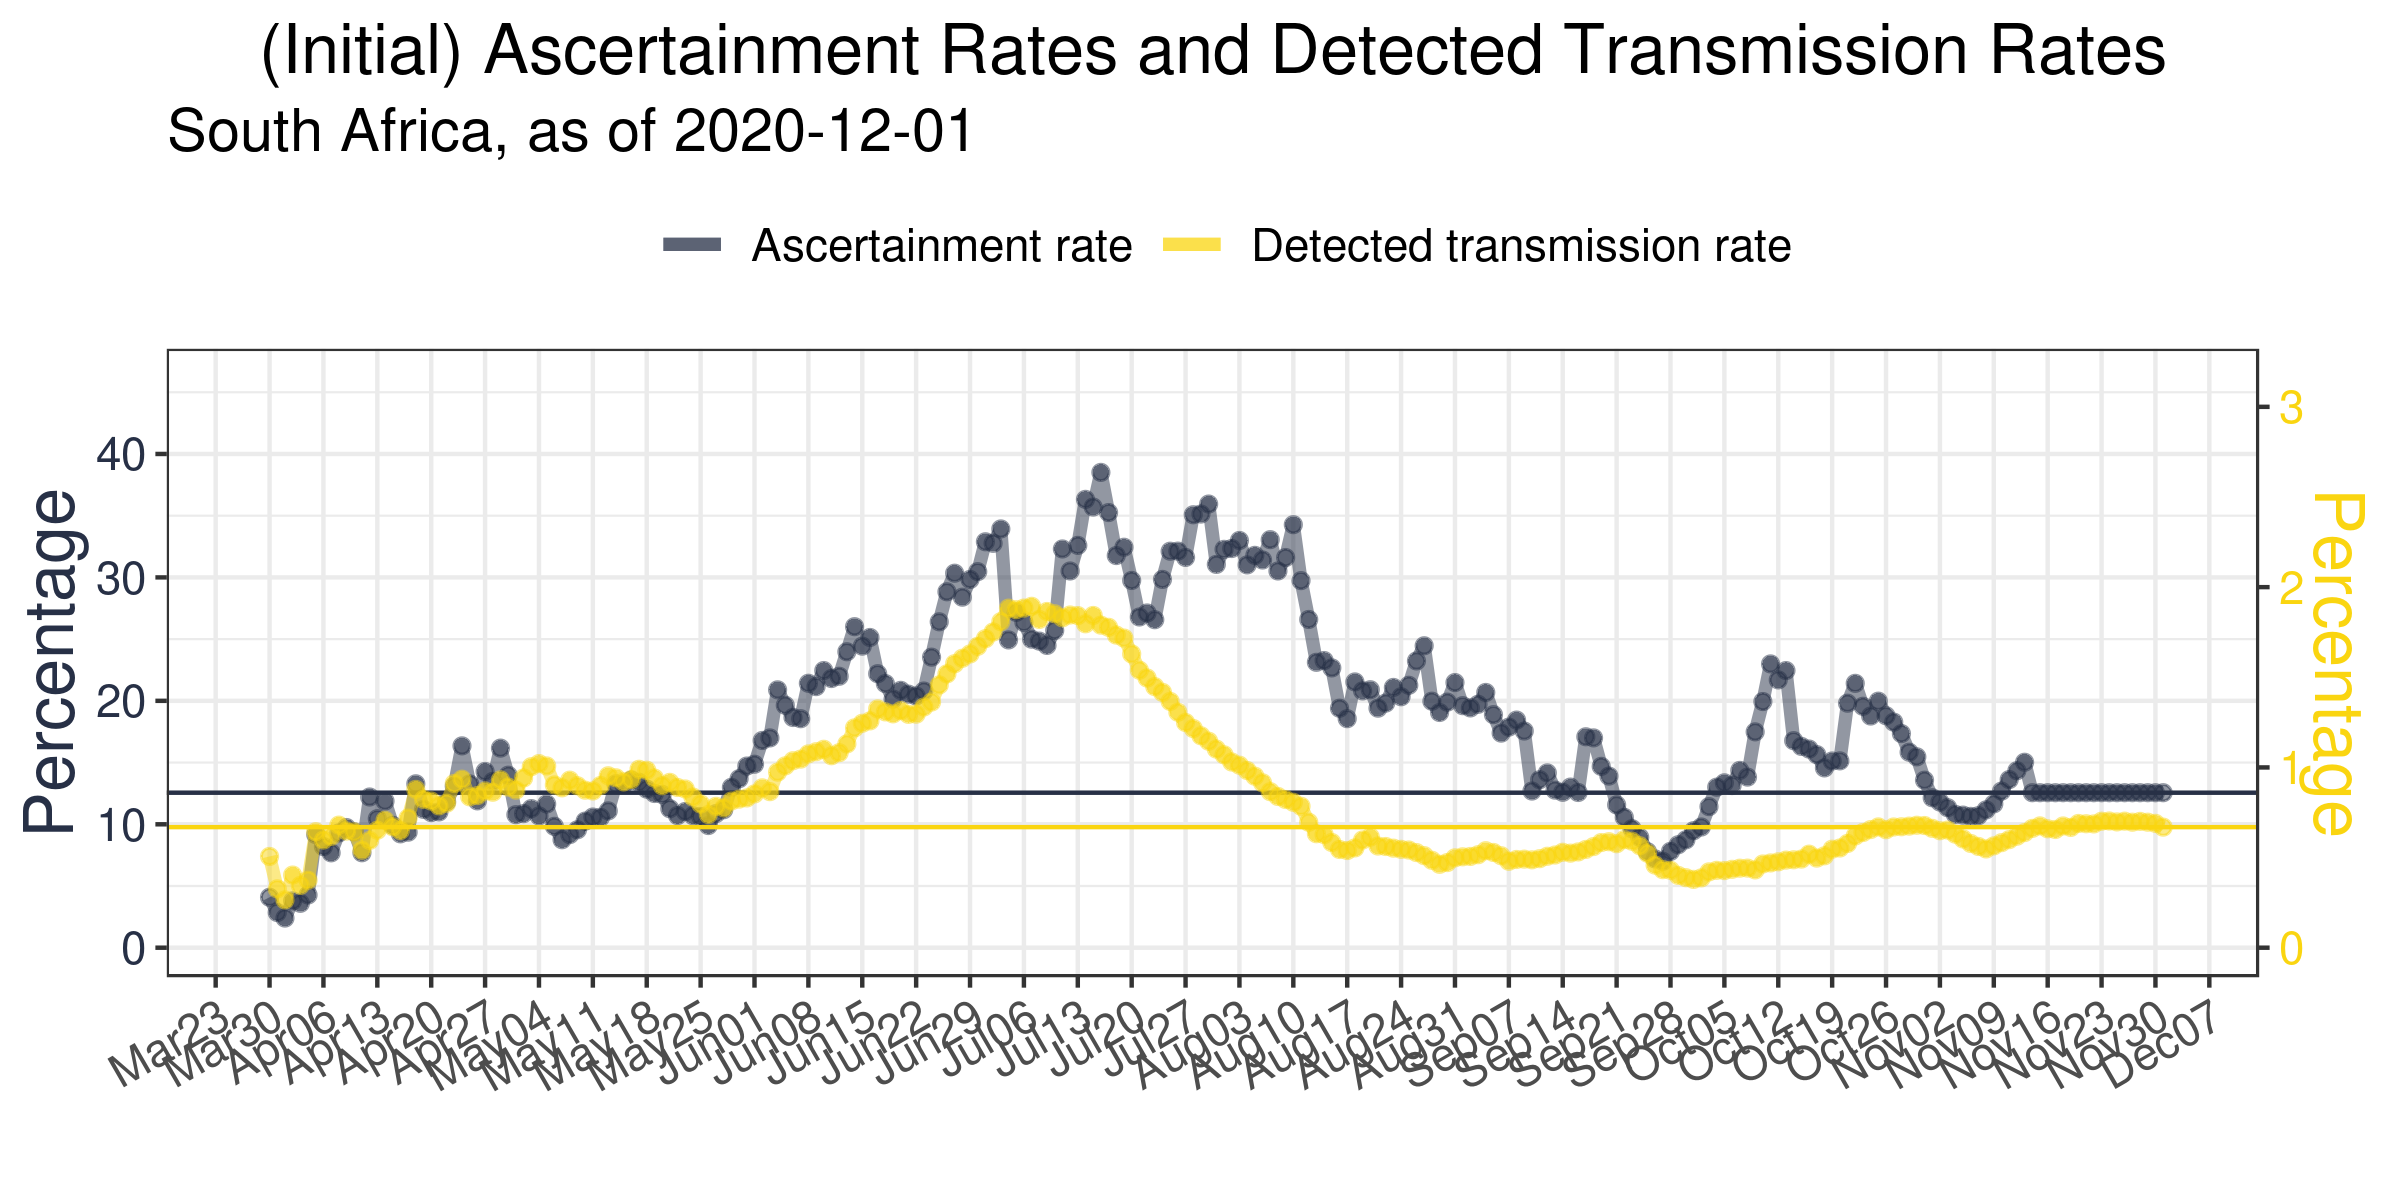 (Initial) Ascertainment Rates and Detected Transmission Rates
South Africa, as of 2020-12-01
Ascertainment rate
Detected transmission rate
Percentage
40
30
20
10
0
3
2
1
0
Percentage
Mar23
Mar30
Apr06
Apr13
Apr20
Apr27
May04
May11
May18
May25
Jun01
Jun08
Jun15
Jun22
Jun29
Jul06
Jul13
Jul20
Jul27
Aug03
Aug10
Aug17
Aug24
Aug31
Sep07
Sep14
Sep21
Sep28
Oct05
Oct12
Oct19
Oct26
Nov02
Nov09
Nov16
Nov23
Nov30
Dec07